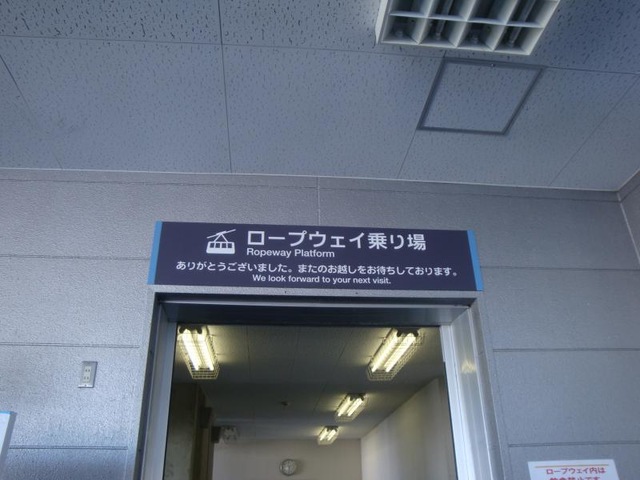 ロープウェイ乗り場
Ropeway Platform
ありがとうございました。またのお越しをお待ちしております。
We look forward to your next visit.
ロープウェイ内は